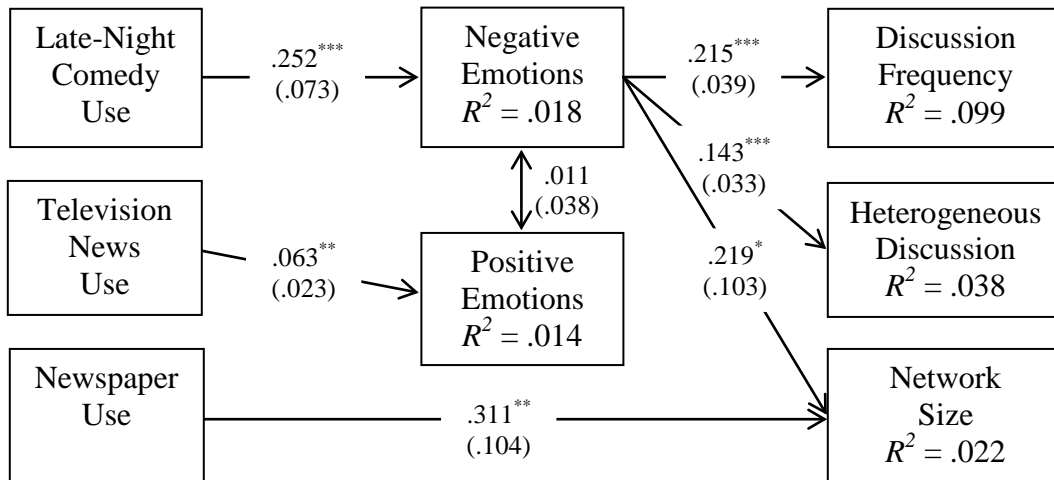 Late-Night
Comedy
Use
.252***
(.073)
Negative
Emotions
R² = .018
.215***
(.039)
Discussion
Frequency
R² = .099
.143***
(.033)
.011
(.038)
Television
News
Use
.063**
(.023)
Positive
Emotions
R² = .014
.219*
(.103)
Heterogeneous
Discussion
R² = .038
Newspaper
Use
.311**
(.104)
Network
Size
R² = .022